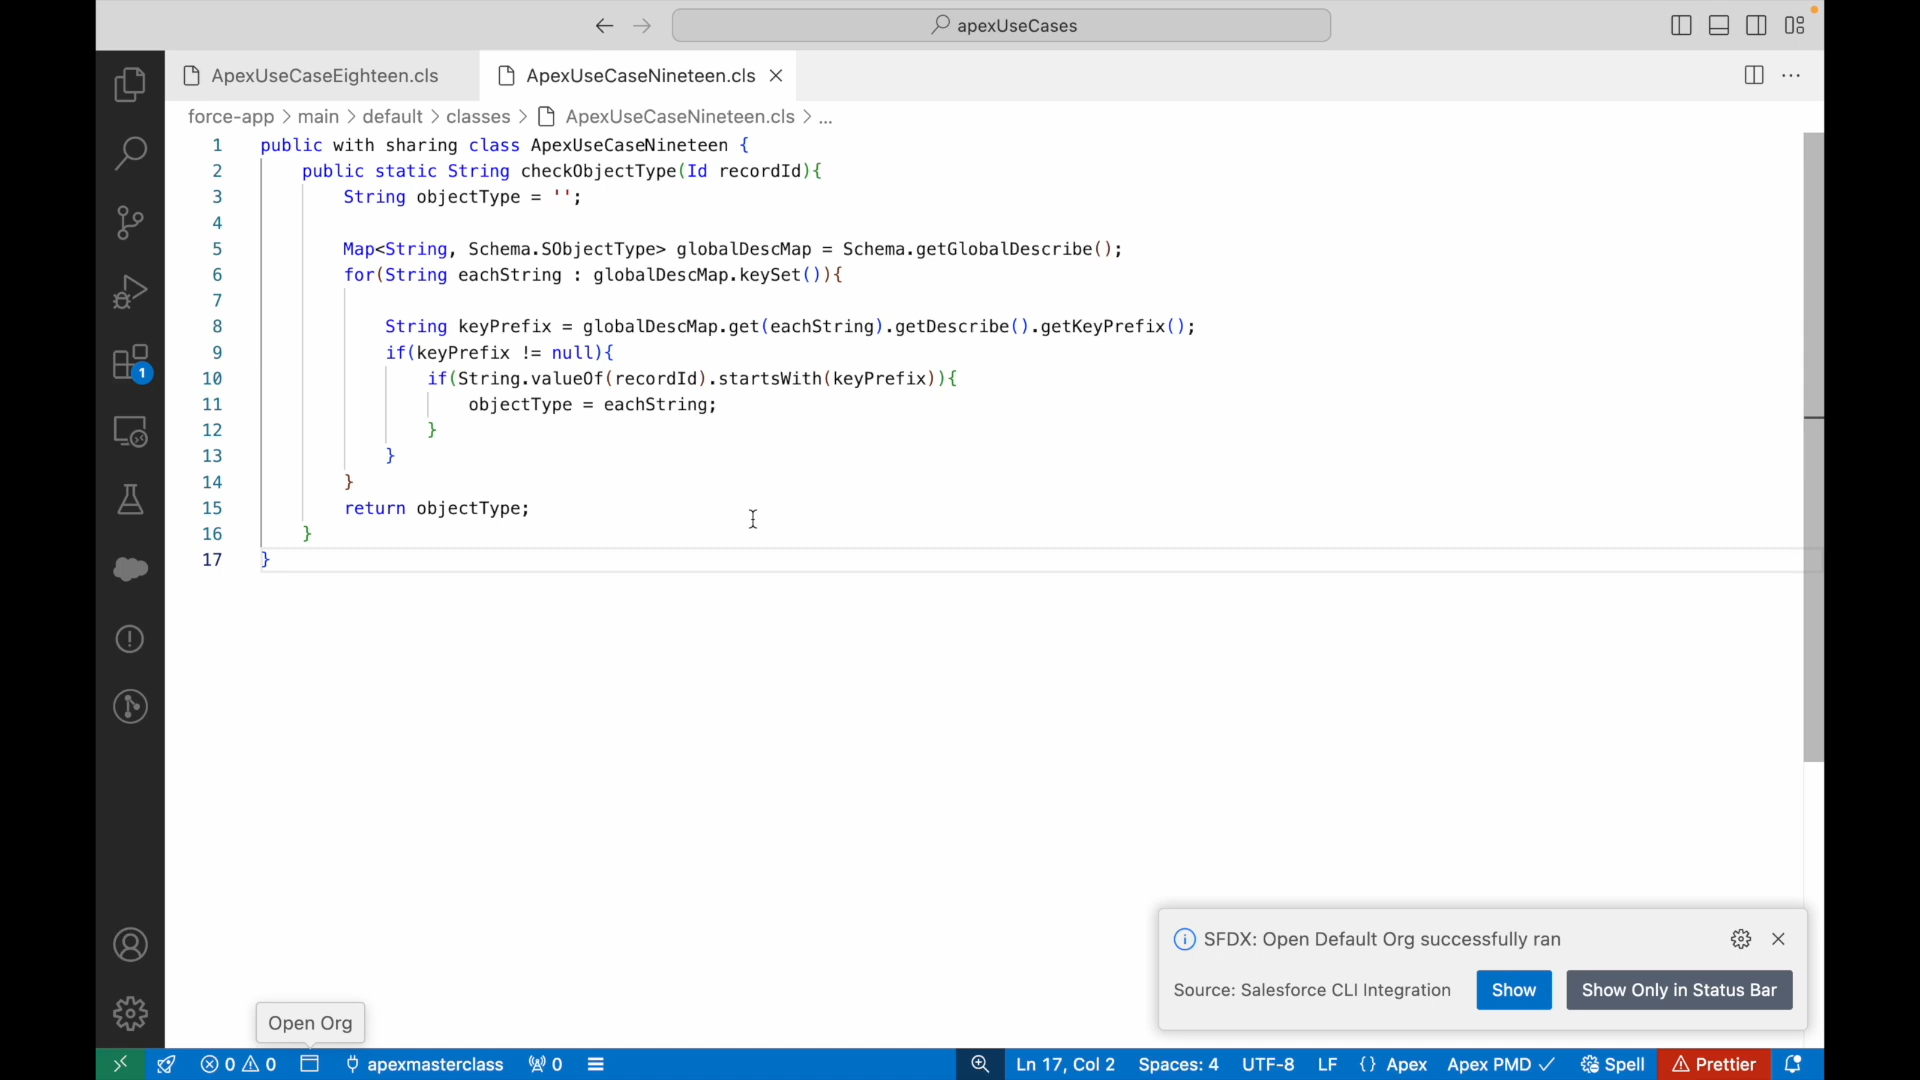 apexUseCases
ApexUseCaseEighteen.cls
ApexUseCaseNineteen.cls
force-app > main > default > classes > ApexUseCaseNineteen.cls > ...
1 public with sharing class ApexUseCaseNineteen {
2 public static String checkObjectType(Id recordId){
3 String objectType = '';
4
5 Map<String, Schema.SObjectType> globalDescMap = Schema.getGlobalDescribe();
6 for(String eachString : globalDescMap.keySet()){
7
8 String keyPrefix = globalDescMap.get(eachString).getDescribe().getKeyPrefix();
9 if(keyPrefix != null){
10 if(String.valueOf(recordId).startsWith(keyPrefix)){
11 objectType = eachString;
12 }
13 }
14 }
15 return objectType;
16 }
17 }
1
SFDX: Open Default Org successfully ran
Source: Salesforce CLI Integration Show Show Only in Status Bar
Open Org
0 0 apexmasterclass 0 Ln 17, Col 2 Spaces: 4 UTF-8 LF {} Apex Apex PMD ✓ Spell Prettier